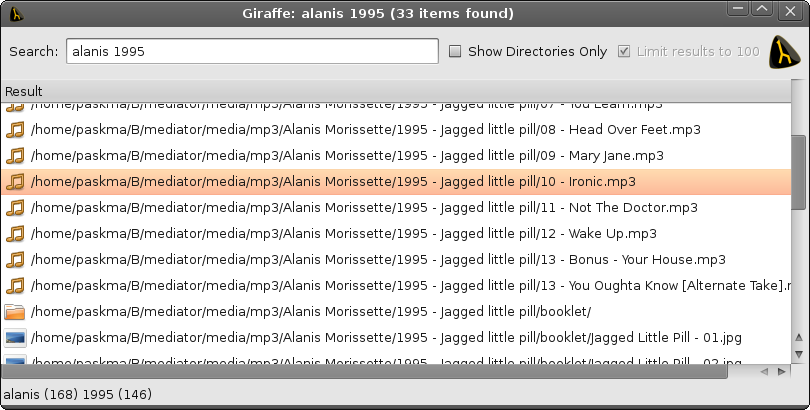 Giraffe: alanis 1995 (33 items found)
Search: alanis 1995 Show Directories Only Limit results to 100
Result
/home/paskma/B/mediator/media/mp3/Alanis Morissette/1995 - Jagged little pill/07 - You Learn.mp3
/home/paskma/B/mediator/media/mp3/Alanis Morissette/1995 - Jagged little pill/08 - Head Over Feet.mp3
/home/paskma/B/mediator/media/mp3/Alanis Morissette/1995 - Jagged little pill/09 - Mary Jane.mp3
/home/paskma/B/mediator/media/mp3/Alanis Morissette/1995 - Jagged little pill/10 - Ironic.mp3
/home/paskma/B/mediator/media/mp3/Alanis Morissette/1995 - Jagged little pill/11 - Not The Doctor.mp3
/home/paskma/B/mediator/media/mp3/Alanis Morissette/1995 - Jagged little pill/12 - Wake Up.mp3
/home/paskma/B/mediator/media/mp3/Alanis Morissette/1995 - Jagged little pill/13 - Bonus - Your House.mp3
/home/paskma/B/mediator/media/mp3/Alanis Morissette/1995 - Jagged little pill/13 - You Oughta Know [Alternate Take].r
/home/paskma/B/mediator/media/mp3/Alanis Morissette/1995 - Jagged little pill/booklet/
/home/paskma/B/mediator/media/mp3/Alanis Morissette/1995 - Jagged little pill/booklet/Jagged Little Pill - 01.jpg
/home/paskma/B/mediator/media/mp3/Alanis Morissette/1995 - Jagged little pill/booklet/Jagged Little Pill - 02.jpg
alanis (168) 1995 (146)